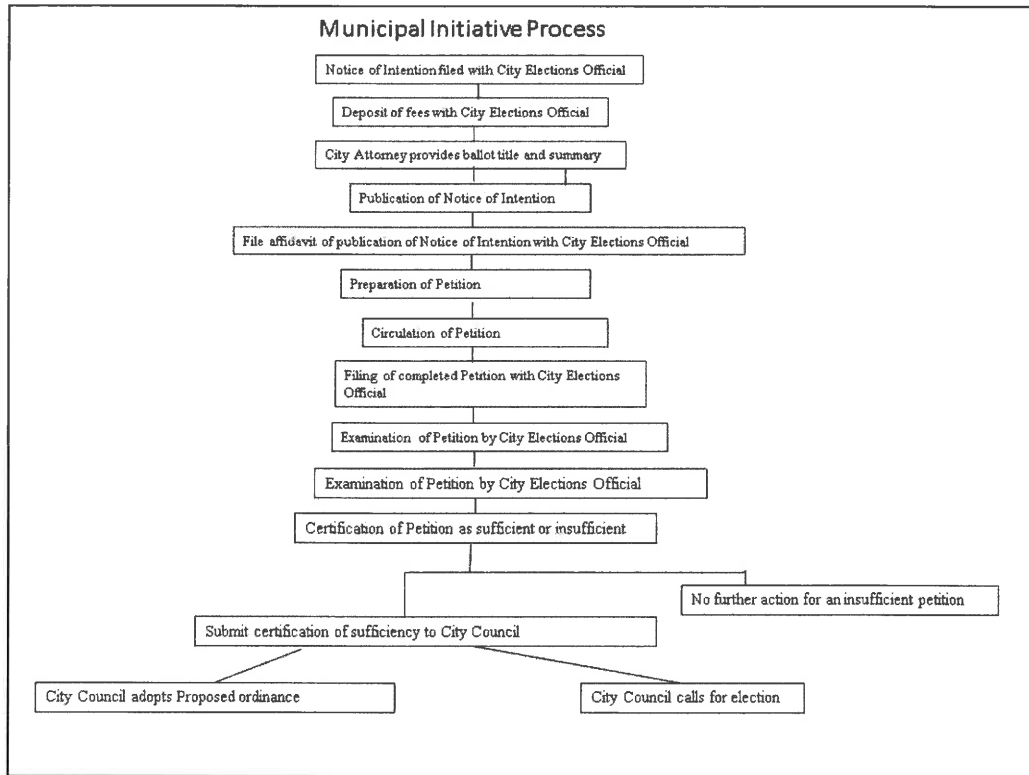 Municipal Initiative Process
Notice of Intention filed with City Elections Official
Deposit of fees with City Elections Official
City Attorney provides ballot title and summary
Publication of Notice of Intention
File affidavit of publication of Notice of Intention with City Elections Official
Preparation of Petition
Circulation of Petition
Filing of completed Petition with City Elections
Official
Examination of Petition by City Elections Official
Examination of Petition by City Elections Official
Certification of Petition as sufficient or insufficient
No further action for an insufficient petition
Submit certification of sufficiency to City Council
City Council adopts Proposed ordinance
City Council calls for election